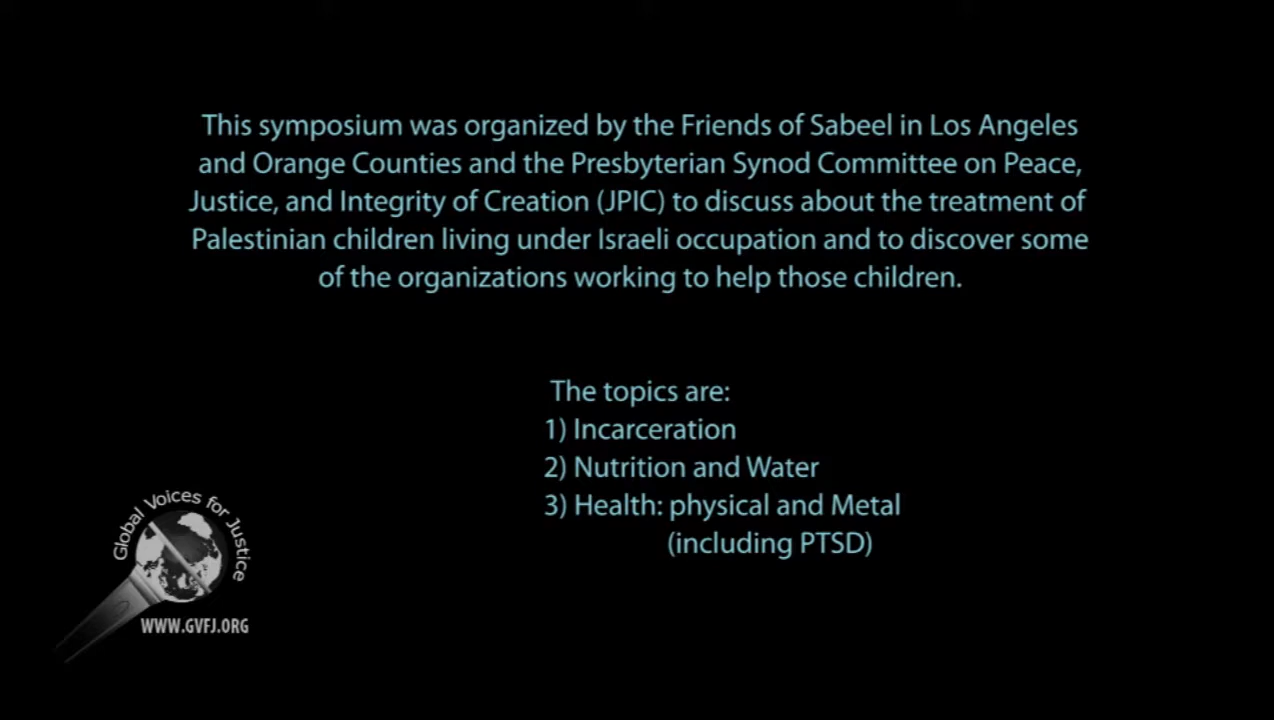 This symposium was organized by the Friends of Sabeel in Los Angeles
and Orange Counties and the Presbyterian Synod Committee on Peace,
Justice, and Integrity of Creation (JPIC) to discuss about the treatment of
Palestinian children living under Israeli occupation and to discover some
of the organizations working to help those children.
The topics are:
1) Incarceration
2) Nutrition and Water
3) Health: physical and Metal
(including PTSD)
Global Voices for Justice
WWW.GVFJ.ORG